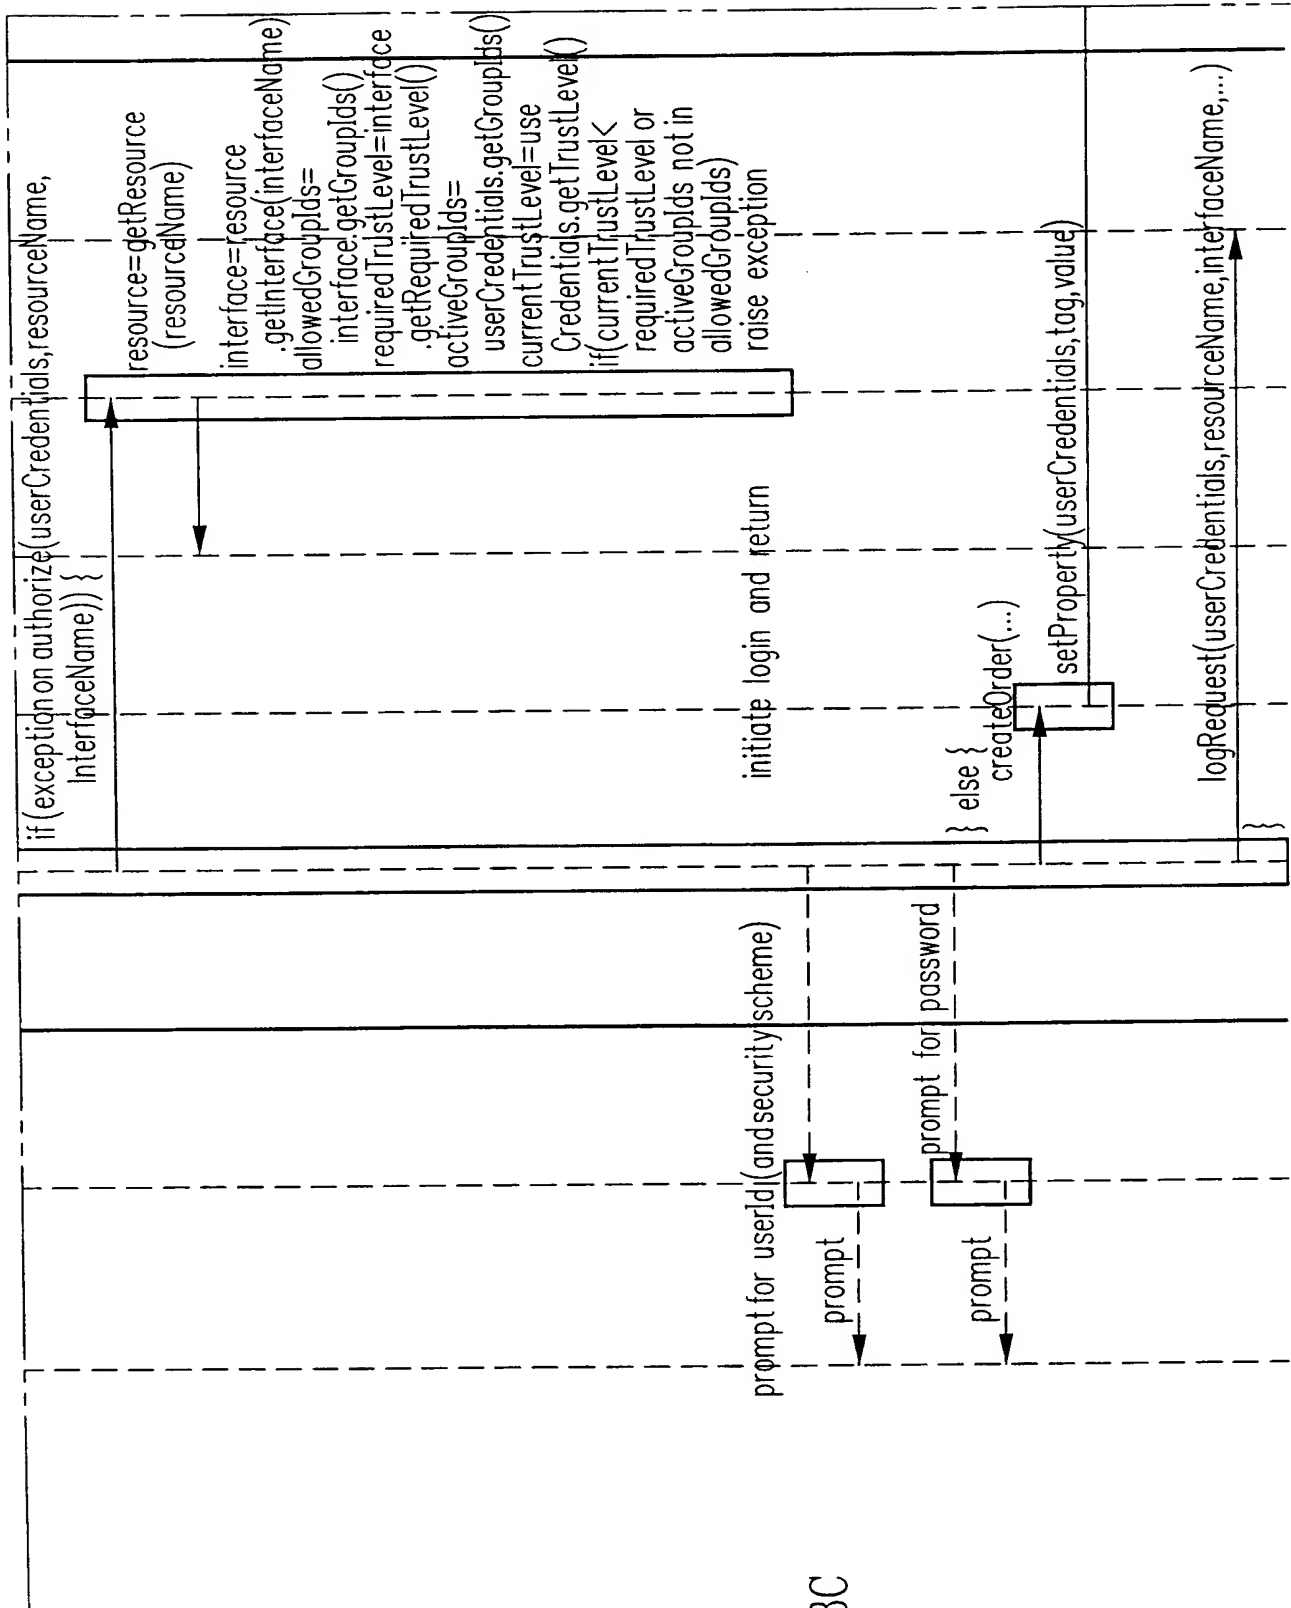 if(exception on authorize(userCredentials,resourceName,
InterfaceName)) {
resource=getResource
(resourceName)
interface=resource
.getInterface(interfaceName)
allowedGroupIds=
interface.getGroupIds()
requiredTrustLevel=interface
.getRequiredTrustLevel()
activeGroupIds=
userCredentials.getGroupIds()
currentTrustLevel=use
Credentials.getTrustLevel()
if(currentTrustLevel<
requiredTrustLevel or
activeGroupIds not in
allowedGroupIds)
raise exception
initiate login and return
prompt for userId (and security scheme)
prompt
prompt for password
prompt
} else {
createOrder(...)
setProperty(userCredentials,tag,value)
logRequest(userCredentials,resourceName,interfaceName,...)
}